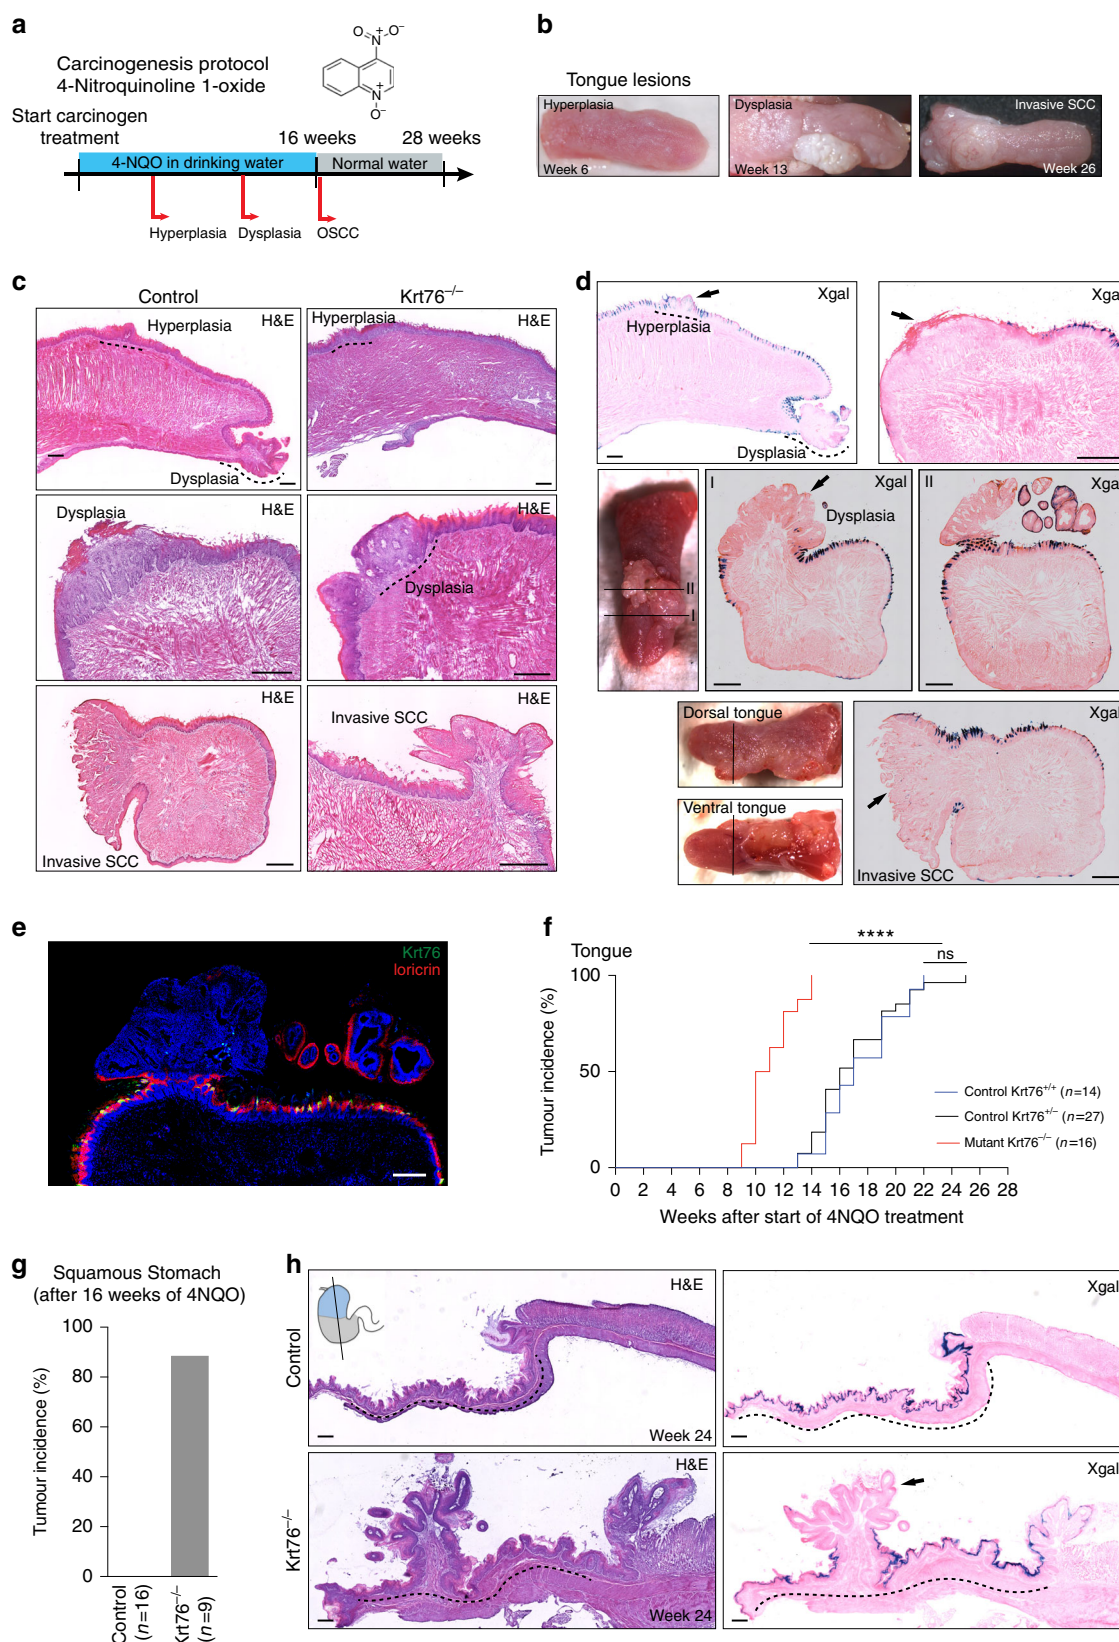 a
Carcinogenesis protocol
4-Nitroquinoline 1-oxide
O
N+
O−
N+
O−
Start carcinogen
treatment
16 weeks
28 weeks
4-NQO in drinking water
Normal water
Hyperplasia
Dysplasia
OSCC
b
Tongue lesions
Hyperplasia
Week 6
Dysplasia
Week 13
Invasive SCC
Week 26
c
Control
Krt76−/−
Hyperplasia
H&E
Dysplasia
Hyperplasia
H&E
Dysplasia
H&E
H&E
Dysplasia
H&E
Invasive SCC
H&E
Invasive SCC
d
Xgal
Hyperplasia
Dysplasia
Xgal
II
I
I
Xgal
Dysplasia
II
Xgal
Dorsal tongue
Ventral tongue
Xgal
Invasive SCC
e
Krt76
loricrin
f
Tongue
****
ns
Tumour incidence (%)
100
50
0
0 2 4 6 8 10 12 14 16 18 20 22 24 26 28
Weeks after start of 4NQO treatment
Control Krt76+/+ (n=14)
Control Krt76+/− (n=27)
Mutant Krt76−/− (n=16)
g
Squamous Stomach
(after 16 weeks of 4NQO)
Tumour incidence (%)
100
80
60
40
20
0
Control
(n=16)
Krt76−/−
(n=9)
h
Control
H&E
Week 24
Xgal
Krt76−/−
H&E
Week 24
Xgal